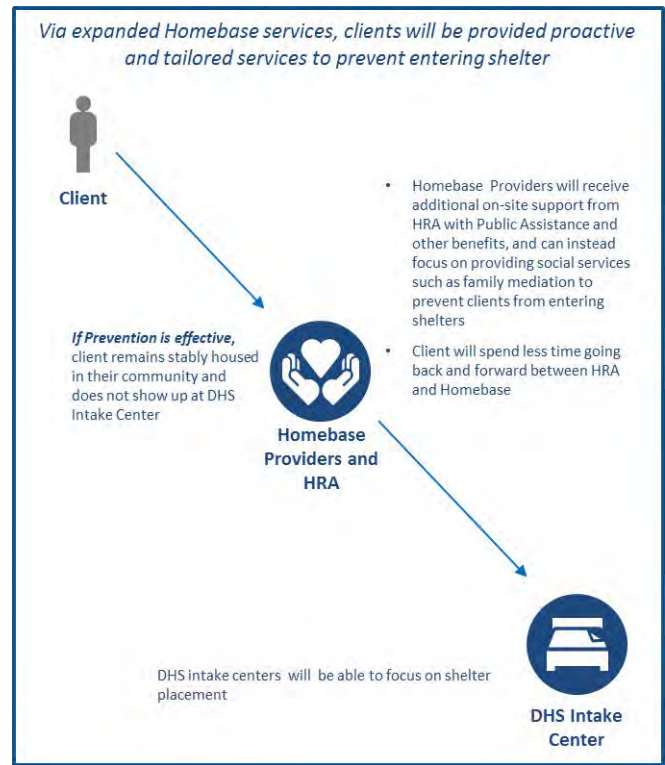 Via expanded Homebase services, clients will be provided proactive
and tailored services to prevent entering shelter
Client
• Homebase Providers will receive
additional on-site support from
HRA with Public Assistance and
other benefits, and can instead
focus on providing social services
such as family mediation to
prevent clients from entering
shelters
• Client will spend less time going
back and forward between HRA
and Homebase
If Prevention is effective,
client remains stably housed
in their community and
does not show up at DHS
Intake Center
Homebase
Providers and
HRA
DHS intake centers will be able to focus on shelter
placement
DHS Intake
Center